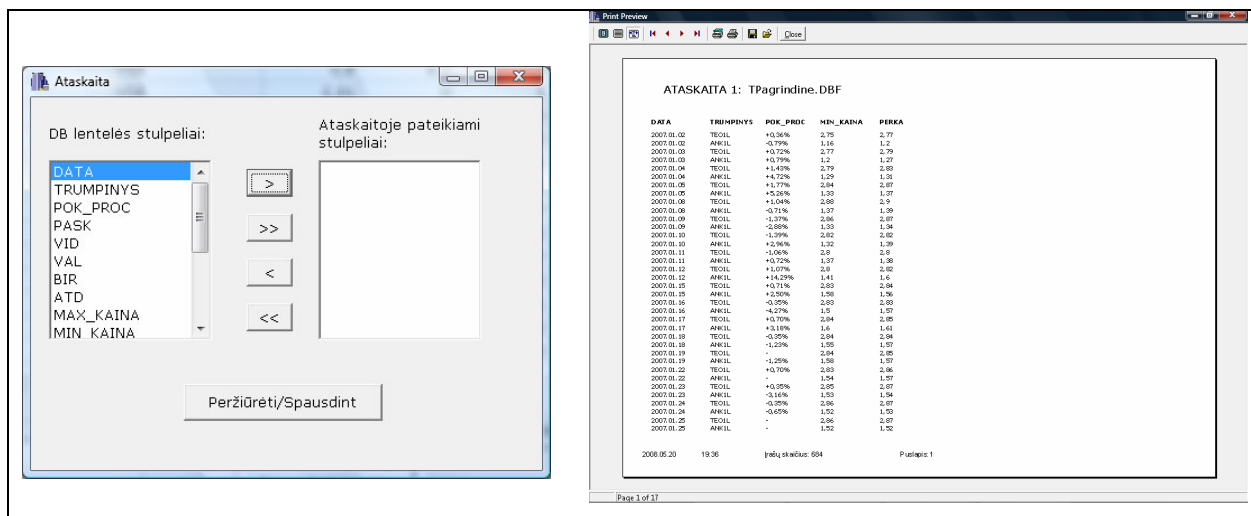 Ataskaita
DB lentelės stulpeliai:
Ataskaitoje pateikiami
stulpeliai:
DATA
TRUMPINYS
POK_PROC
PASK
VID
VAL
BIR
ATD
MAX_KAINA
MIN KAINA
>
>>
<
<<
Peržiūrėti/Spausdint
Print Preview
Close
ATASKAITA 1: TPagrindine.DBF
DATA TRUMPINYS POK_PROC MIN_KAINA PERKA
2007.01.02 TEO1L +0,36% 2,75 2,77
2007.01.02 ANK1L -0,79% 1,16 1,2
2007.01.03 TEO1L +0,72% 2,77 2,79
2007.01.03 ANK1L +0,79% 1,2 1,27
2007.01.04 TEO1L +1,43% 2,79 2,83
2007.01.04 ANK1L +4,72% 1,29 1,31
2007.01.05 TEO1L +1,77% 2,84 2,87
2007.01.05 ANK1L +5,26% 1,33 1,37
2007.01.08 TEO1L +1,04% 2,88 2,9
2007.01.08 ANK1L -0,71% 1,37 1,39
2007.01.09 TEO1L -1,37% 2,86 2,87
2007.01.09 ANK1L -2,88% 1,33 1,34
2007.01.10 TEO1L -1,39% 2,82 2,82
2007.01.10 ANK1L +2,96% 1,32 1,39
2007.01.11 TEO1L -1,06% 2,8 2,8
2007.01.11 ANK1L +0,72% 1,37 1,38
2007.01.12 TEO1L +1,07% 2,8 2,82
2007.01.12 ANK1L +14,29% 1,41 1,6
2007.01.15 TEO1L +0,71% 2,83 2,84
2007.01.15 ANK1L +2,50% 1,58 1,56
2007.01.16 TEO1L -0,35% 2,83 2,83
2007.01.16 ANK1L -4,27% 1,5 1,57
2007.01.17 TEO1L +0,70% 2,84 2,85
2007.01.17 ANK1L +3,18% 1,6 1,61
2007.01.18 TEO1L -0,35% 2,84 2,84
2007.01.18 ANK1L -1,23% 1,55 1,57
2007.01.19 TEO1L - 2,84 2,85
2007.01.19 ANK1L -1,25% 1,58 1,57
2007.01.22 TEO1L +0,70% 2,83 2,86
2007.01.22 ANK1L - 1,54 1,57
2007.01.23 TEO1L +0,35% 2,85 2,87
2007.01.23 ANK1L -3,16% 1,53 1,54
2007.01.24 TEO1L -0,35% 2,86 2,87
2007.01.24 ANK1L -0,65% 1,52 1,53
2007.01.25 TEO1L - 2,86 2,87
2007.01.25 ANK1L - 1,52 1,52
2008.05.20 19:36 Įrašų skaičius: 684 Puslapis: 1
Page 1 of 17